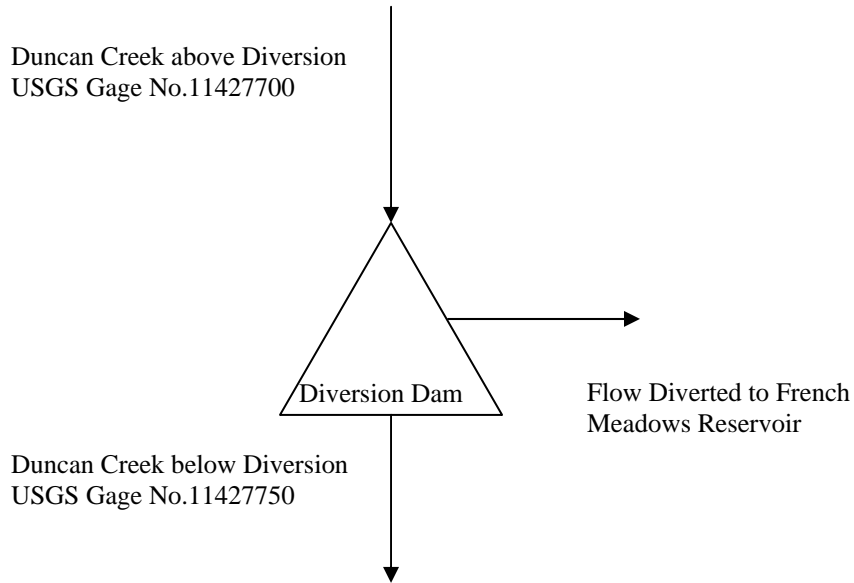 Duncan Creek above Diversion
USGS Gage No.11427700
Diversion Dam
Flow Diverted to French
Meadows Reservoir
Duncan Creek below Diversion
USGS Gage No.11427750